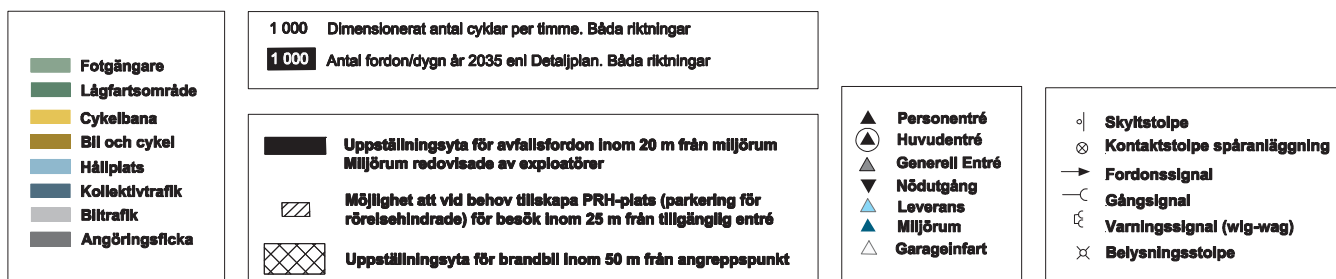 Fotgängare
Lågfartsområde
Cykelbana
Bil och cykel
Hållplats
Kollektivtrafik
Biltrafik
Angöringsficka
1 000 Dimensionerat antal cyklar per timme. Båda riktningar
1 000 Antal fordon/dygn år 2035 enl Detaljplan. Båda riktningar
Uppställningsyta för avfallsfordon inom 20 m från miljörum
Miljörum redovisade av exploatörer
Möjlighet att vid behov tillskapa PRH-plats (parkering för
rörelsehindrade) för besök inom 25 m från tillgänglig entré
Uppställningsyta för brandbil inom 50 m från angreppspunkt
Personentré
Huvudentré
Generell Entré
Nödutgång
Leverans
Miljörum
Garageinfart
Skyltstolpe
Kontaktstolpe spåranläggning
Fordonssignal
Gångsignal
Varningssignal (wig-wag)
Belysningsstolpe